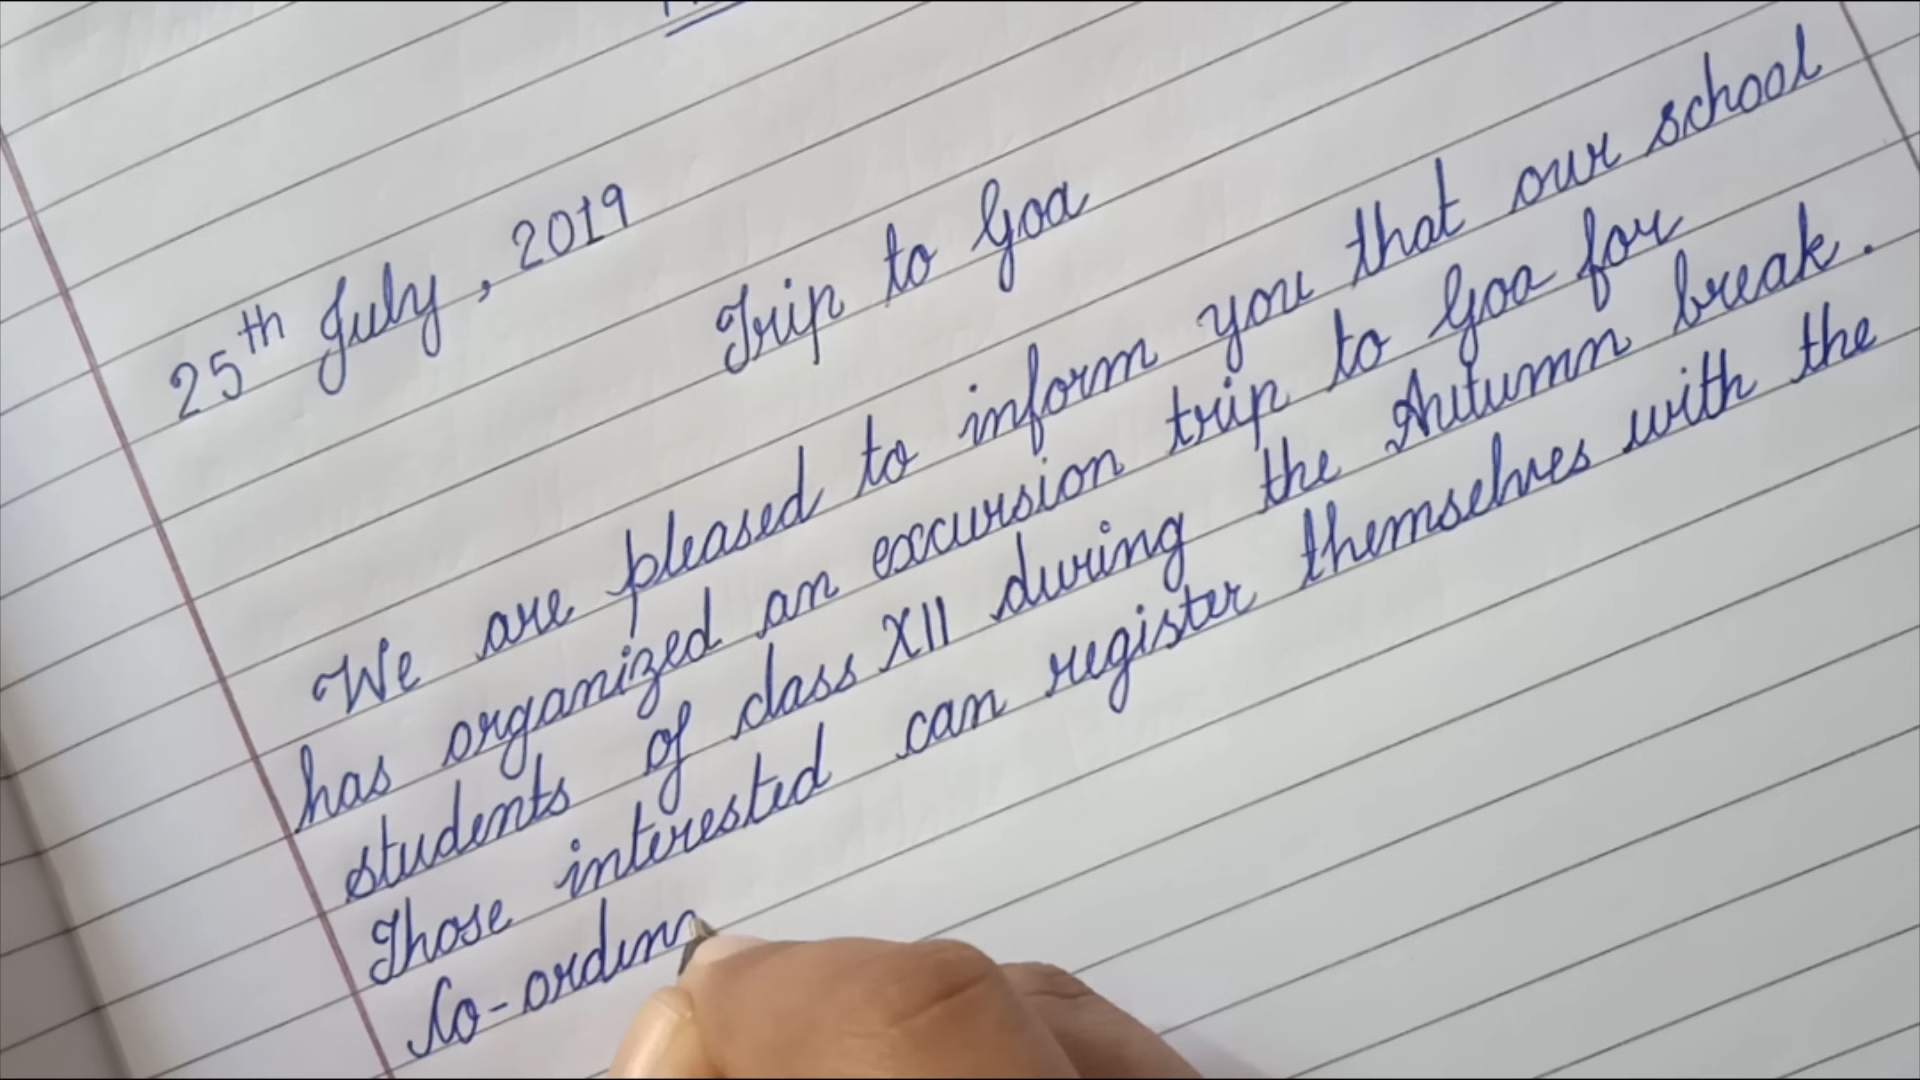 25th July, 2019
Trip to Goa
We are pleased to inform you that our school
has organized an excursion trip to Goa for
students of class XII during the Autumn break.
Those interested can register themselves with the
Co-ordin